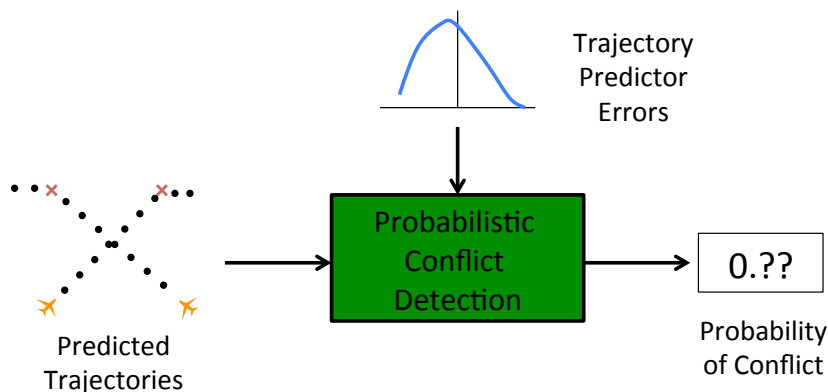 Trajectory
Predictor
Errors
Probabilistic
Conflict
Detection
0.??
Predicted
Trajectories
Probability
of Conflict